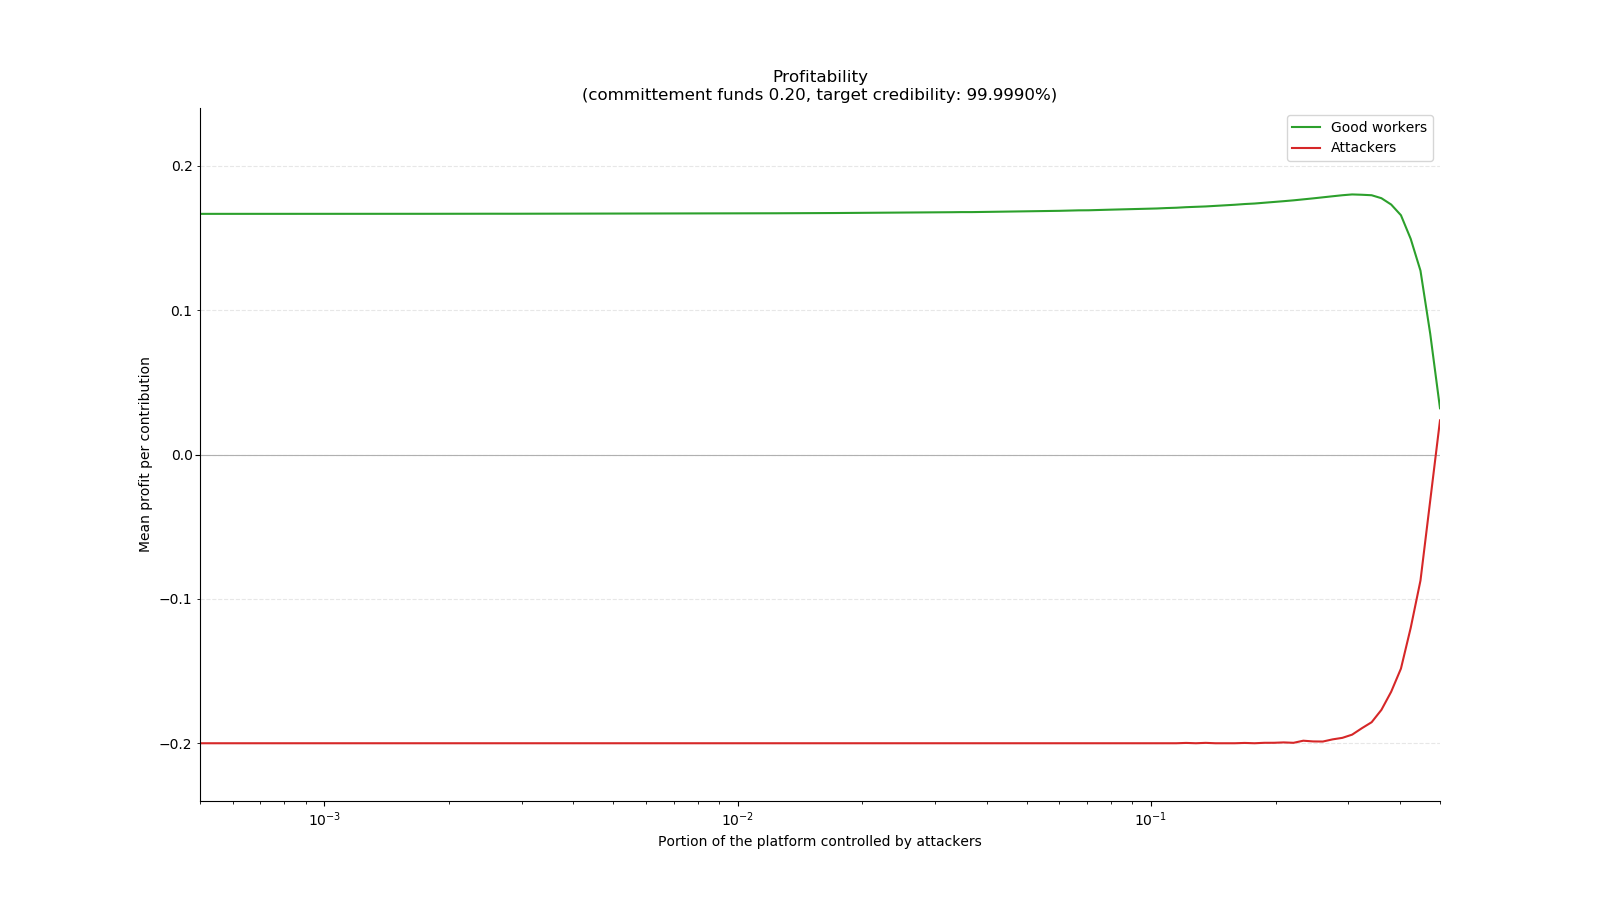 Profitability
(committement funds 0.20, target credibility: 99.9990%)
Good workers
Attackers
0.2
0.1
0.0
−0.1
−0.2
Mean profit per contribution
10⁻³
10⁻²
10⁻¹
Portion of the platform controlled by attackers